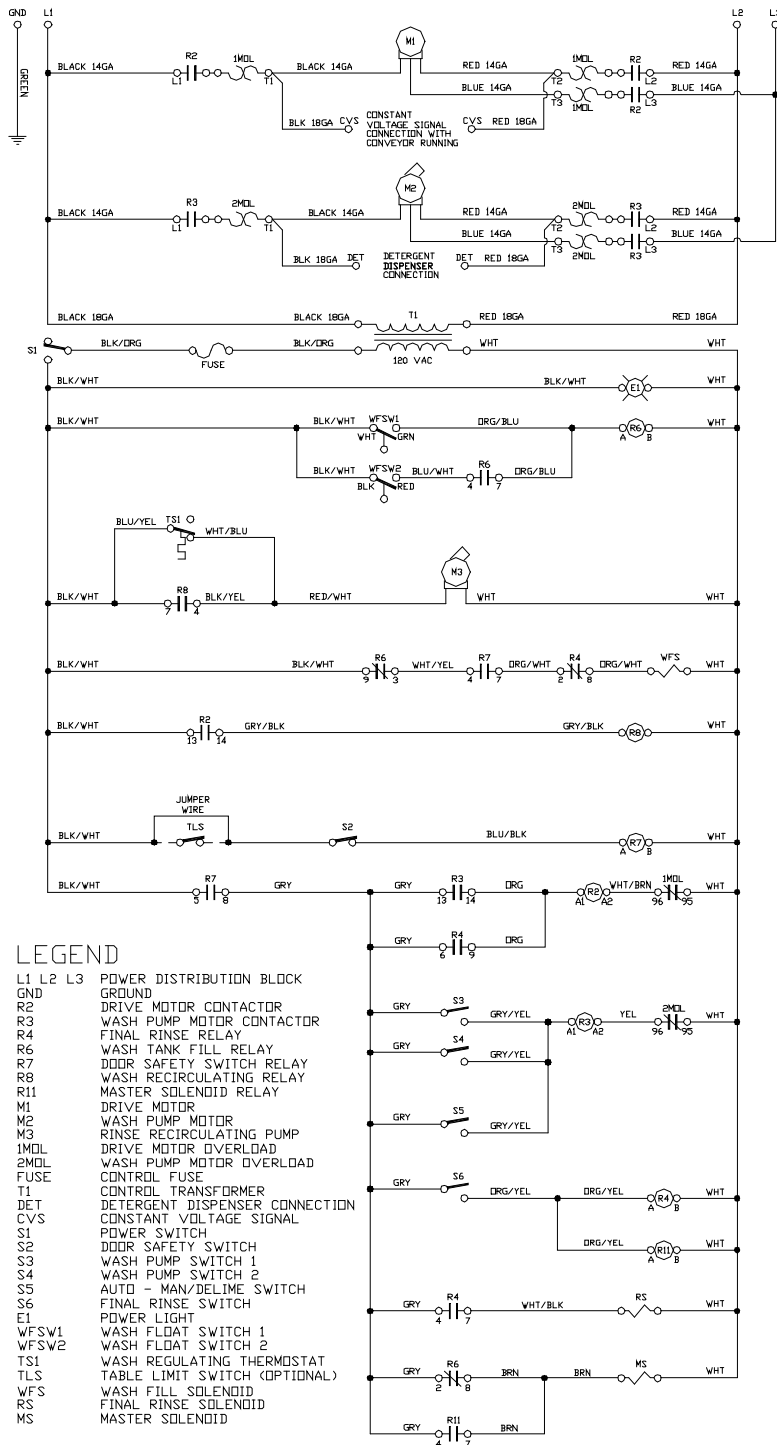 GND L1 L2 L3
GREEN
M1
BLACK 14GA R2 1MOL BLACK 14GA RED 14GA 1MOL R2 RED 14GA
L1 T1 T2 L2
BLUE 14GA BLUE 14GA
T3 1MOL R2 L3
BLK 18GA CVS CONSTANT VOLTAGE SIGNAL CONNECTION WITH CONVEYOR RUNNING CVS RED 18GA
M2
BLACK 14GA R3 2MOL BLACK 14GA RED 14GA 2MOL R3 RED 14GA
L1 T1 T2 L2
BLUE 14GA BLUE 14GA
T3 2MOL R3 L3
BLK 18GA DET DETERGENT DISPENSER CONNECTION DET RED 18GA
BLACK 18GA BLACK 18GA T1 RED 18GA RED 18GA
S1 BLK/ORG FUSE BLK/ORG 120 VAC WHT WHT
BLK/WHT BLK/WHT E1 WHT
BLK/WHT BLK/WHT WFSW1 ORG/BLU R6 WHT
WHT GRN A B
BLK/WHT WFSW2 BLU/WHT R6 ORG/BLU
BLK RED 4 7
BLU/YEL TS1 WHT/BLU
M3
BLK/WHT R8 BLK/YEL RED/WHT WHT WHT
7 4
BLK/WHT BLK/WHT R6 WHT/YEL R7 ORG/WHT R4 ORG/WHT WFS WHT
9 3 4 7 2 8
BLK/WHT R2 GRY/BLK GRY/BLK R8 WHT
13 14
JUMPER WIRE
BLK/WHT TLS S2 BLU/BLK R7 WHT
A B
BLK/WHT R7 GRY GRY R3 ORG R2 WHT/BRN 1MOL WHT
5 8 13 14 A1 A2 96 95
GRY R4 ORG
6 9
GRY S3 GRY/YEL R3 YEL 2MOL WHT
A1 A2 96 95
GRY S4 GRY/YEL
GRY S5 GRY/YEL
GRY S6 ORG/YEL ORG/YEL R4 WHT
A B
ORG/YEL R11 WHT
A B
GRY R4 WHT/BLK RS WHT
4 7
GRY R6 BRN BRN MS WHT
2 8
GRY R11 BRN
4 7
LEGEND
L1 L2 L3 POWER DISTRIBUTION BLOCK
GND GROUND
R2 DRIVE MOTOR CONTACTOR
R3 WASH PUMP MOTOR CONTACTOR
R4 FINAL RINSE RELAY
R6 WASH TANK FILL RELAY
R7 DOOR SAFETY SWITCH RELAY
R8 WASH RECIRCULATING RELAY
R11 MASTER SOLENOID RELAY
M1 DRIVE MOTOR
M2 WASH PUMP MOTOR
M3 RINSE RECIRCULATING PUMP
1MOL DRIVE MOTOR OVERLOAD
2MOL WASH PUMP MOTOR OVERLOAD
FUSE CONTROL FUSE
T1 CONTROL TRANSFORMER
DET DETERGENT DISPENSER CONNECTION
CVS CONSTANT VOLTAGE SIGNAL
S1 POWER SWITCH
S2 DOOR SAFETY SWITCH
S3 WASH PUMP SWITCH 1
S4 WASH PUMP SWITCH 2
S5 AUTO - MAN/DELIME SWITCH
S6 FINAL RINSE SWITCH
E1 POWER LIGHT
WFSW1 WASH FLOAT SWITCH 1
WFSW2 WASH FLOAT SWITCH 2
TS1 WASH REGULATING THERMOSTAT
TLS TABLE LIMIT SWITCH (OPTIONAL)
WFS WASH FILL SOLENOID
RS FINAL RINSE SOLENOID
MS MASTER SOLENOID